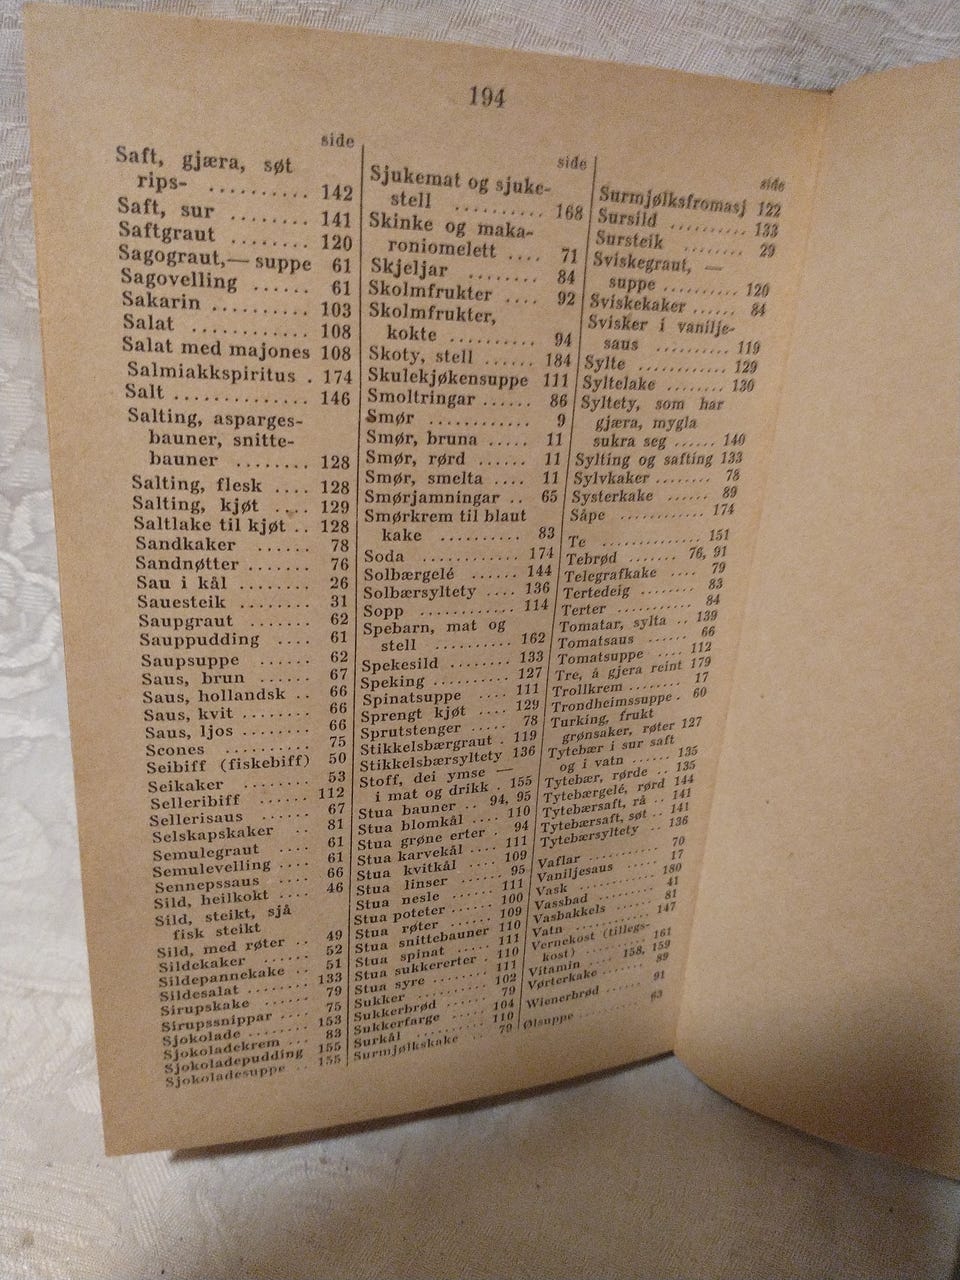 194
side
Saft, gjæra, søt
rips- .......... 142
Saft, sur ........ 141
Saftgraut ........ 120
Sagograut,— suppe 61
Sagovelling ...... 61
Sakarin .......... 103
Salat ............ 108
Salat med majones 108
Salmiakkspiritus . 174
Salt .............. 146
Salting, asparges-
bauner, snitte-
bauner ........ 128
Salting, flesk .... 128
Salting, kjøt .... 129
Saltlake til kjøt .. 128
Sandkaker ...... 78
Sandnøtter ....... 76
Sau i kål ......... 26
Sauesteik ........ 31
Saupgraut ....... 62
Sauppudding .... 61
Saupsuppe ...... 62
Saus, brun ....... 67
Saus, hollandsk .. 66
Saus, kvit ........ 66
Saus, ljos ........ 66
Scones .......... 75
Seibiff (fiskebiff) 50
Seikaker ........ 53
Selleribiff ...... 112
Sellerisaus ...... 67
Selskapskaker .. 81
Semulegraut .... 61
Semulevelling .... 61
Sennepssaus .... 66
Sild, heilkokt .... 46
Sild, steikt, sjå
fisk steikt
Sild, med røter .. 49
Sildekaker ...... 52
Sildepannekake .. 51
Sildesalat ........ 133
Sirupskake ...... 79
Sirupssnippar .... 75
Sjokolade ........ 153
Sjokoladekrem ... 83
Sjokoladepudding 155
Sjokoladesuppe .. 155
side
Sjukemat og sjuke-
stell .......... 168
Skinke og maka-
roniomelett .... 71
Skjeljar ........ 84
Skolmfrukter .... 92
Skolmfrukter,
kokte .......... 94
Skoty, stell ...... 184
Skulekjøkensuppe 111
Smoltringar ...... 86
Smør ............ 9
Smør, bruna ..... 11
Smør, rørd ..... 11
Smør, smelta .... 11
Smørjamningar .. 65
Smørkrem til blaut
kake .......... 83
Soda ............ 174
Solbærgelé ...... 144
Solbærsyltety .... 136
Sopp ............ 114
Spebarn, mat og
stell .......... 162
Spekesild ........ 133
Speking .......... 127
Spinatsuppe .... 111
Sprengt kjøt .... 129
Sprutstenger ..... 78
Stikkelsbærgraut . 119
Stikkelsbærsyltety 136
Stoff, dei ymse —
i mat og drikk . 155
Stua bauner .. 94, 95
Stua blomkål .... 110
Stua grøne erter . 94
Stua karvekål .... 111
Stua kvitkål .... 109
Stua linser ...... 95
Stua nesle ...... 111
Stua poteter ...... 100
Stua røter ...... 109
Stua snittebauner 110
Stua spinat ..... 111
Stua sukkererter . 110
Stua syre ........ 111
Sukker .......... 102
Sukkerbrød ...... 79
Sukkerfarge ..... 104
Surkål .......... 110
Surmjølkskake .. 79
side
Surmjølksfromasj 122
Sursild .......... 133
Sursteik ........ 29
Sviskegraut, —
suppe .......... 120
Sviskekaker ...... 84
Svisker i vanilje-
saus .......... 119
Sylte ............ 129
Syltelake ........ 130
Syltety, som har
gjæra, mygla
sukra seg ...... 140
Sylting og safting 133
Sylvkaker ........ 78
Systerkake ...... 89
Såpe ............ 174
Te .............. 151
Tebrød ....... 76, 91
Telegrafkake .... 79
Tertedeig ........ 83
Terter ........... 84
Tomatar, sylta .. 139
Tomatsaus ...... 66
Tomatsuppe ..... 112
Tre, å gjera reint 179
Trollkrem ........ 17
Trondheimssuppe . 60
Turking, frukt
grønsaker, røter 127
Tytebær i sur saft
og i vatn ...... 135
Tytebær, rørde .. 135
Tytebærgelé, rørd 144
Tytebærsaft, rå .. 141
Tytebærsaft, søt .. 141
Tytebærsyltety .. 136
Vaflar .......... 70
Vaniljesaus ...... 17
Vask ............ 180
Vassbad ......... 41
Vasbakkels ...... 81
Vatn ............ 147
Vernekost (tillegs-
kost) .......... 161
Vitamin .... 158, 159
Vørterkake ...... 89
Wienerbrød ...... 91
Ølsuppe ......... 63